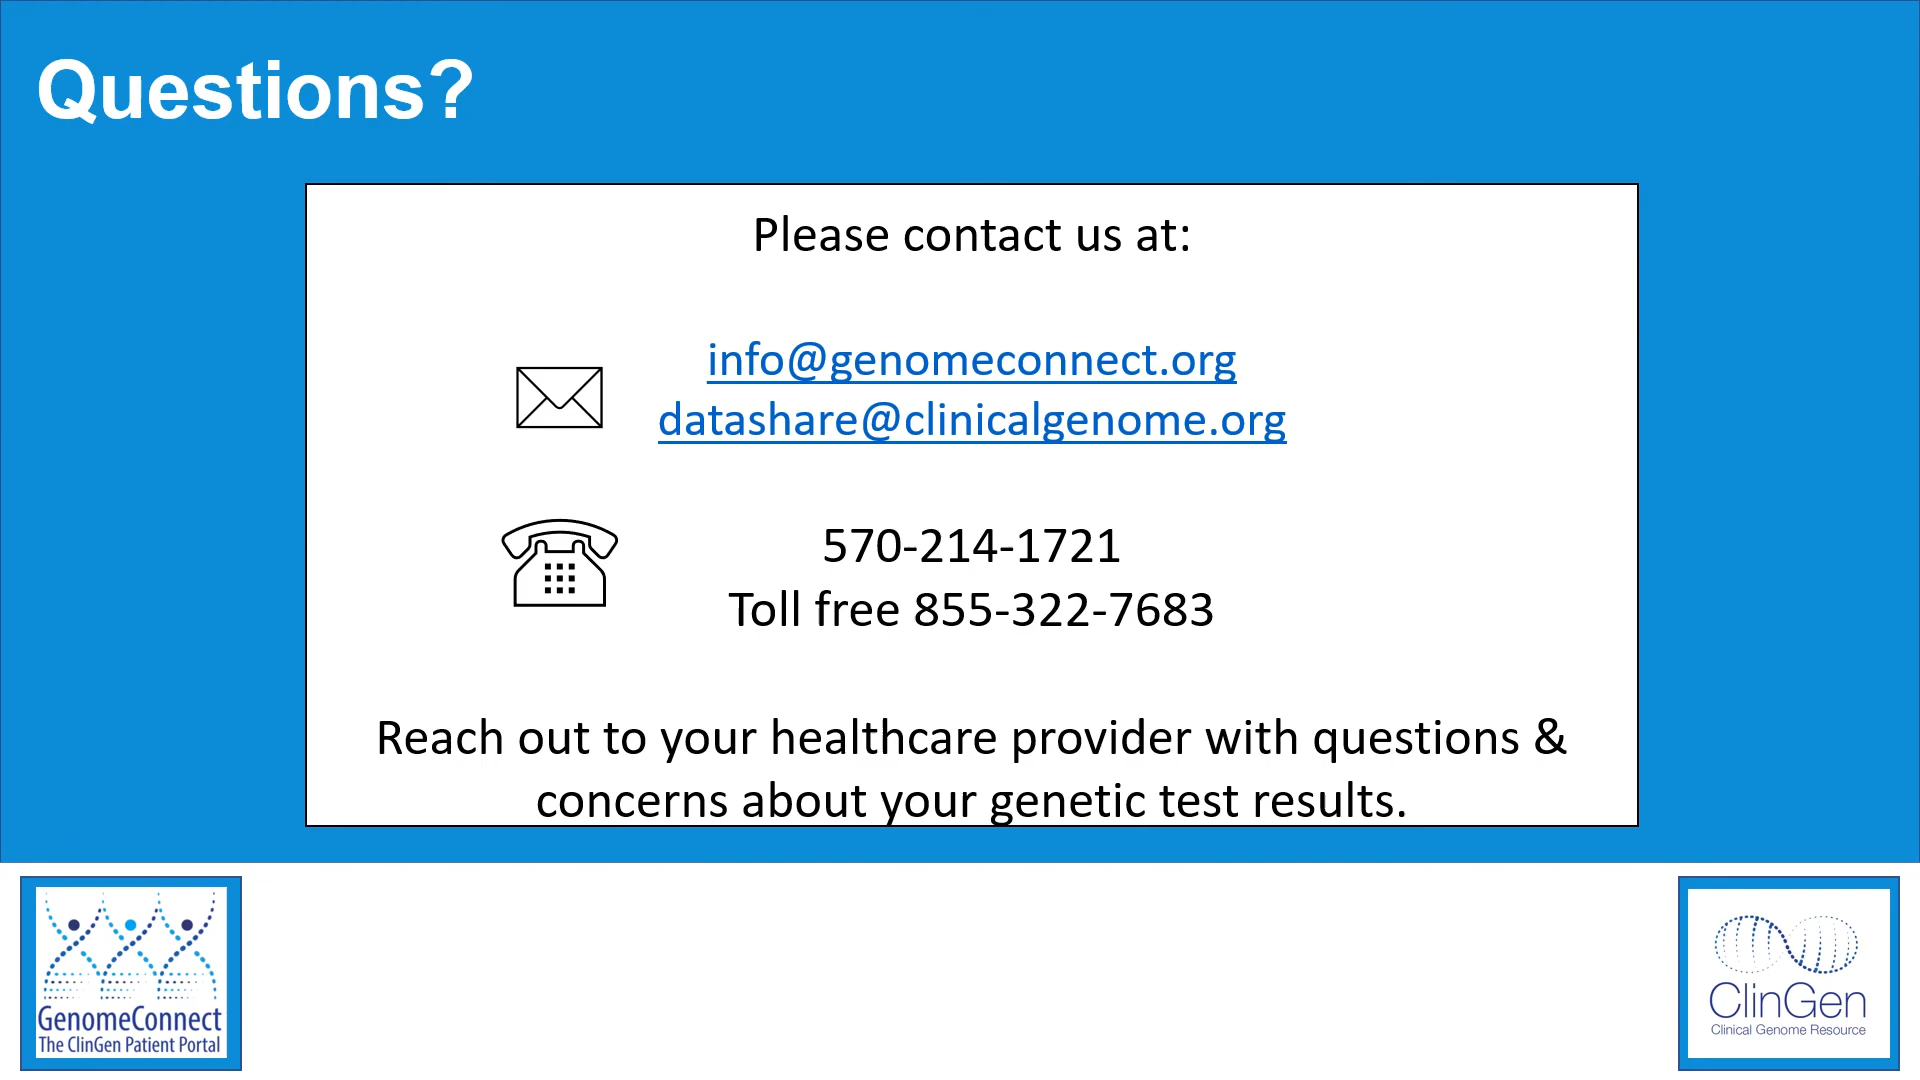 Questions?
Please contact us at:
info@genomeconnect.org
datashare@clinicalgenome.org
570-214-1721
Toll free 855-322-7683
Reach out to your healthcare provider with questions &
concerns about your genetic test results.
GenomeConnect
The ClinGen Patient Portal
ClinGen
Clinical Genome Resource